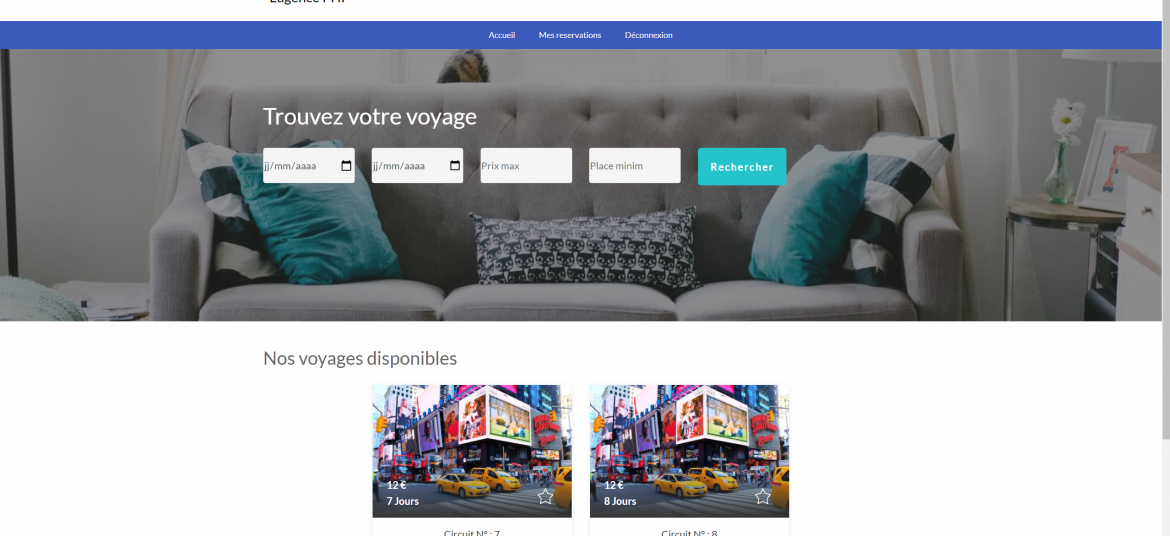 Accueil Mes reservations Déconnexion
Trouvez votre voyage
jj/mm/aaaa jj/mm/aaaa Prix max Place minim Rechercher
Nos voyages disponibles
12 € 12 €
7 Jours 8 Jours
Circuit N° : 7 Circuit N° : 8